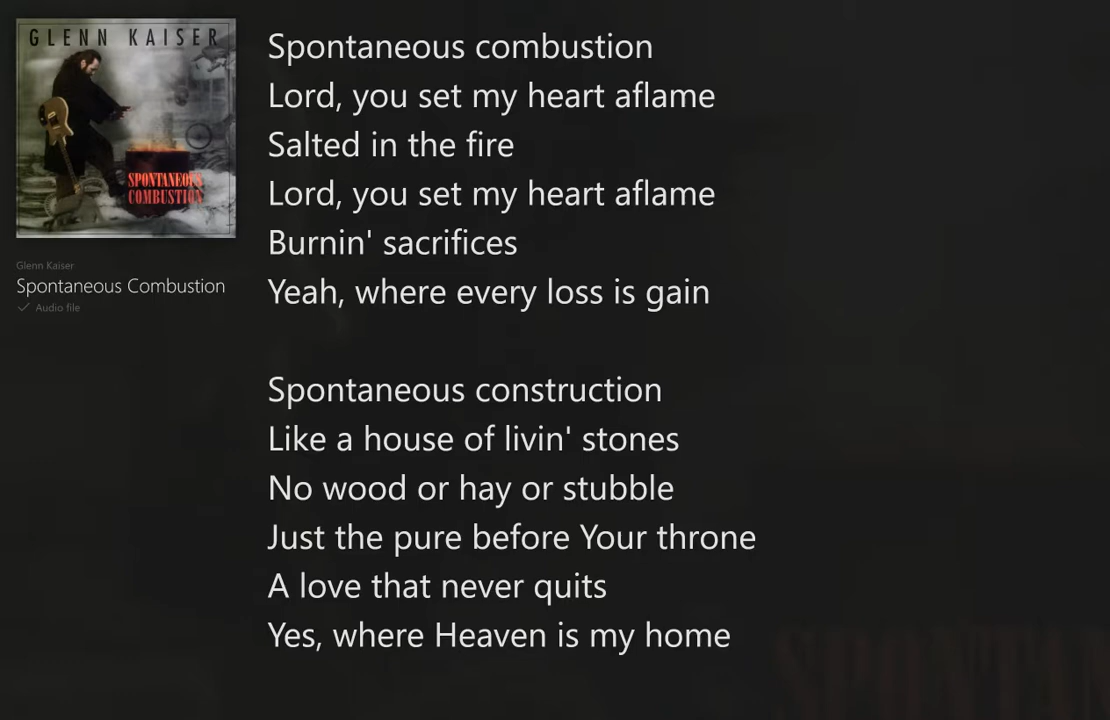 GLENN KAISER
SPONTANEOUS
COMBUSTION
Glenn Kaiser
Spontaneous Combustion
Audio file
Spontaneous combustion
Lord, you set my heart aflame
Salted in the fire
Lord, you set my heart aflame
Burnin' sacrifices
Yeah, where every loss is gain
Spontaneous construction
Like a house of livin' stones
No wood or hay or stubble
Just the pure before Your throne
A love that never quits
Yes, where Heaven is my home
SPONTAN